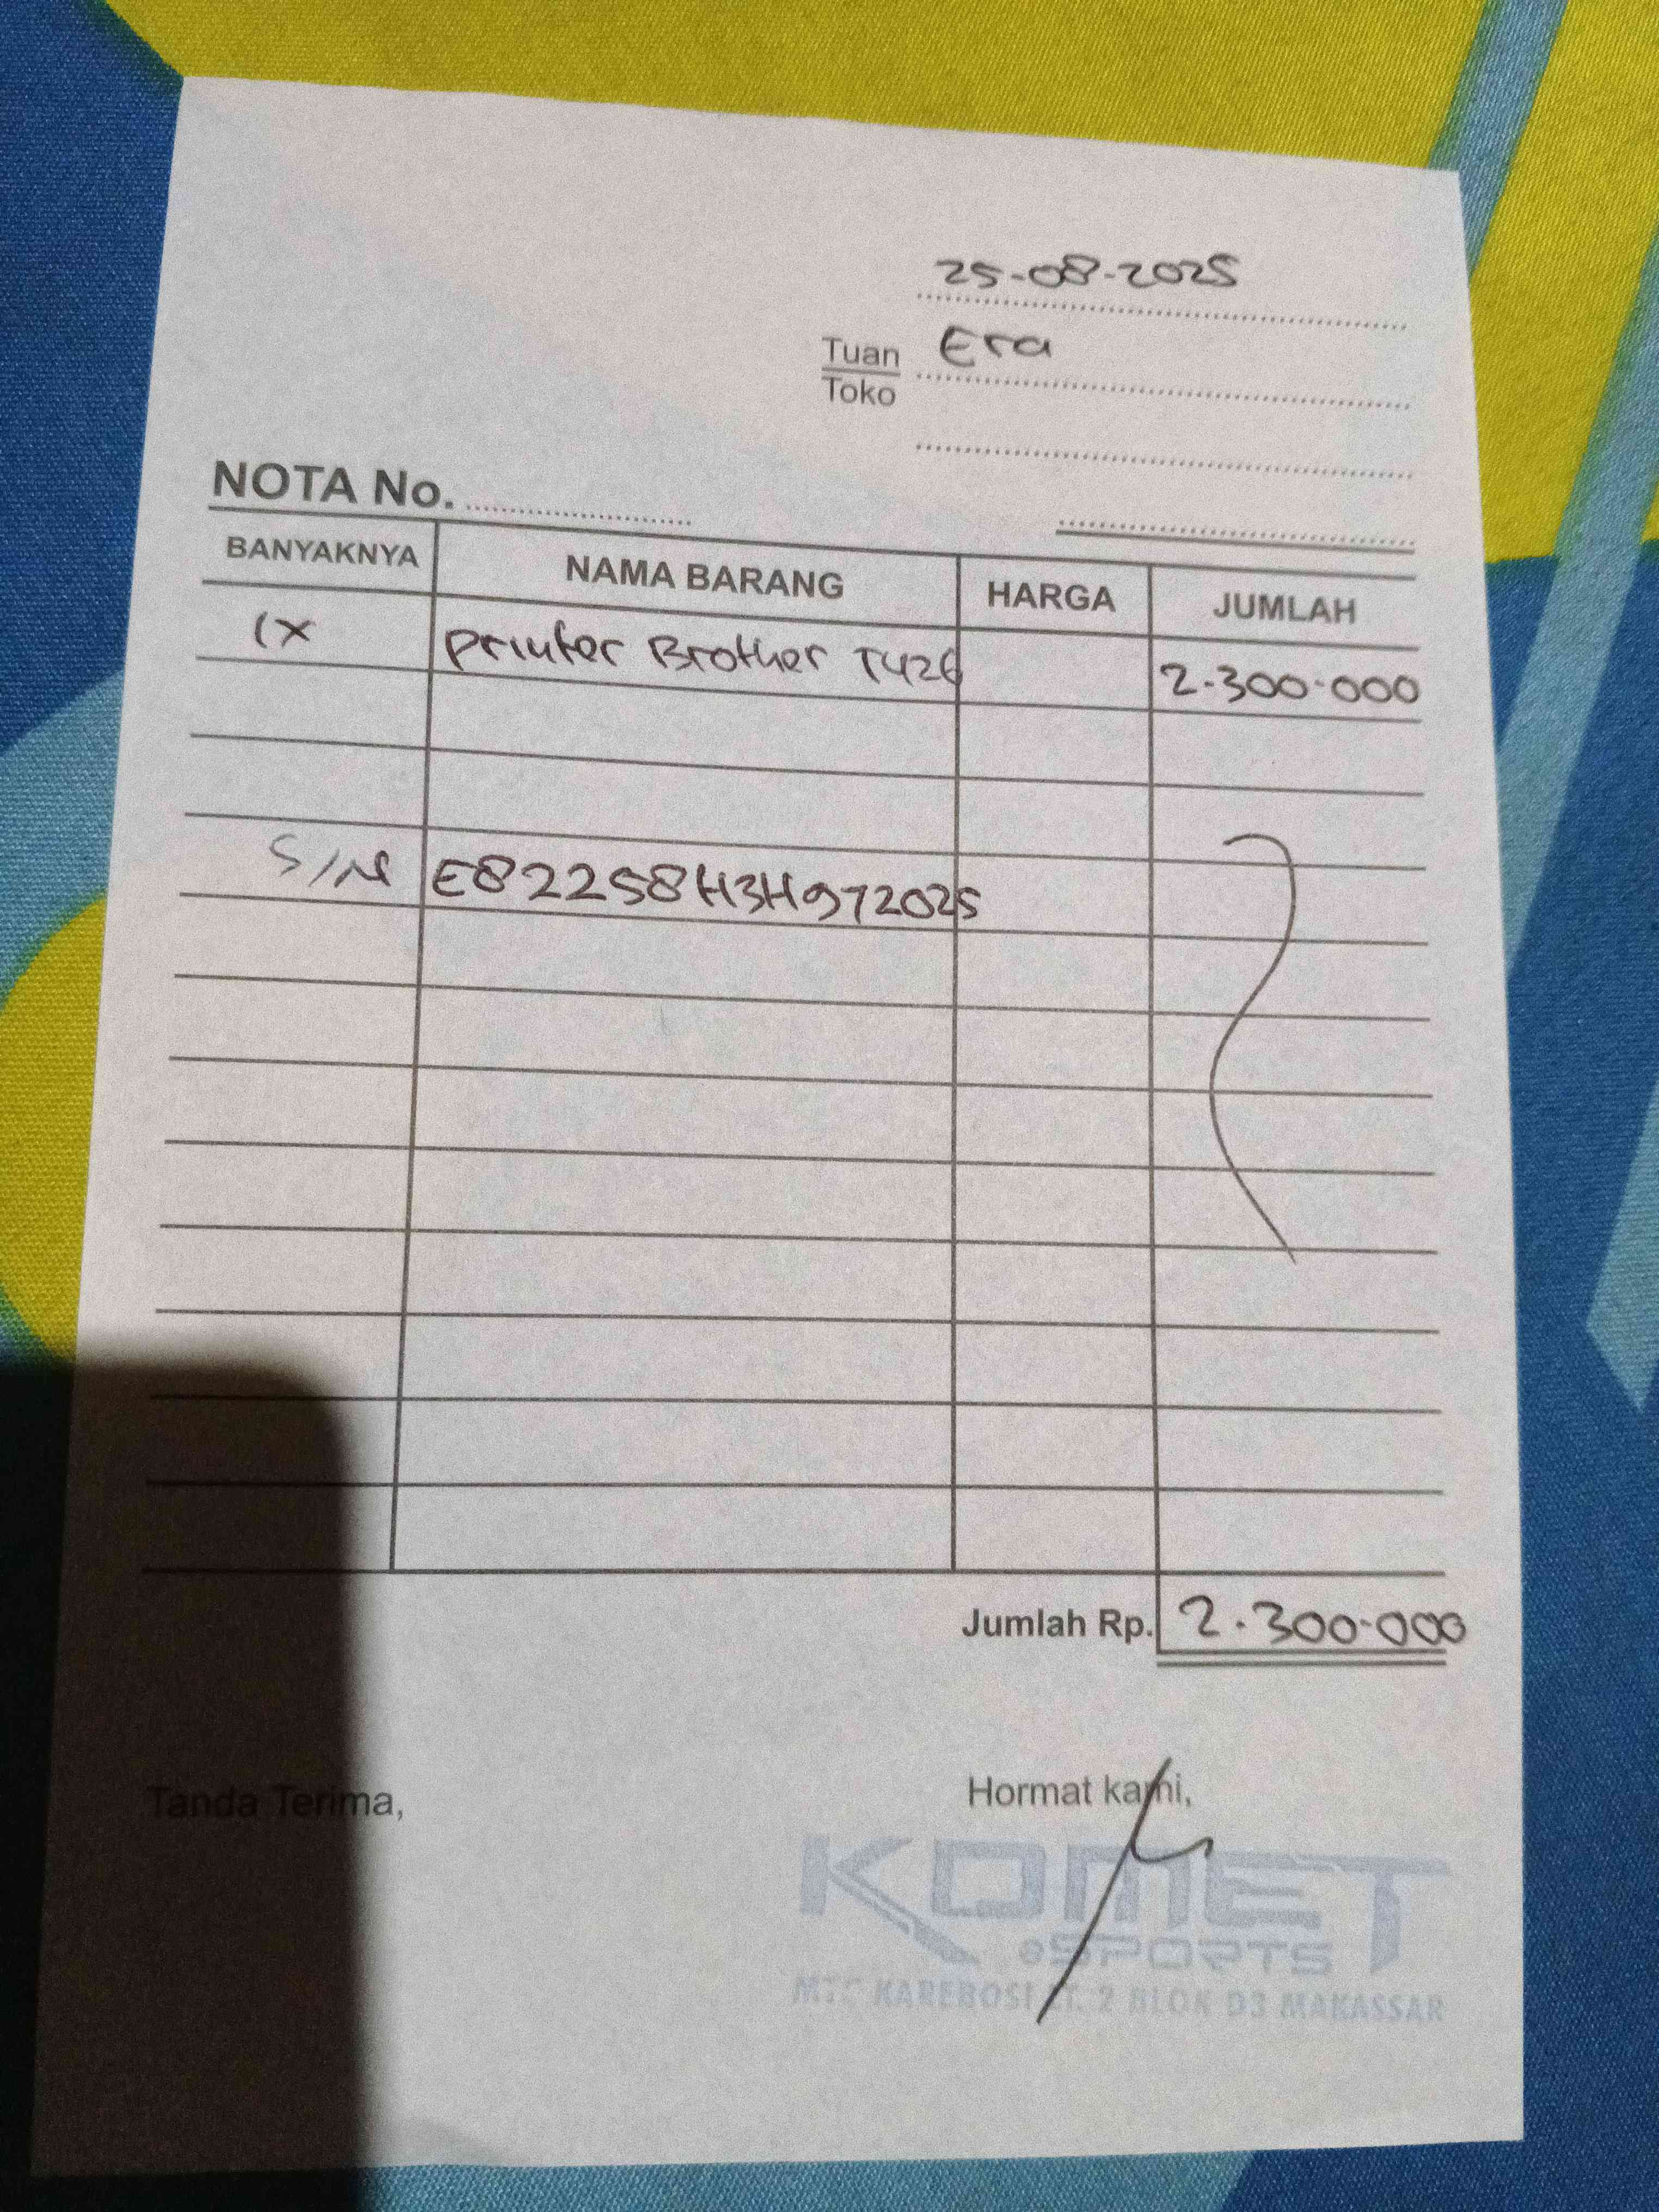 25-08-2025
Tuan Era
Toko
NOTA No.
BANYAKNYA NAMA BARANG HARGA JUMLAH
1x Printer Brother T426 2.300.000
S/N E82258H3H972025
Jumlah Rp. 2.300.000
Tanda Terima, Hormat kami,
KOMET
eSPORTS
MTC KAREBOSI LT. 2 BLOK D3 MAKASSAR